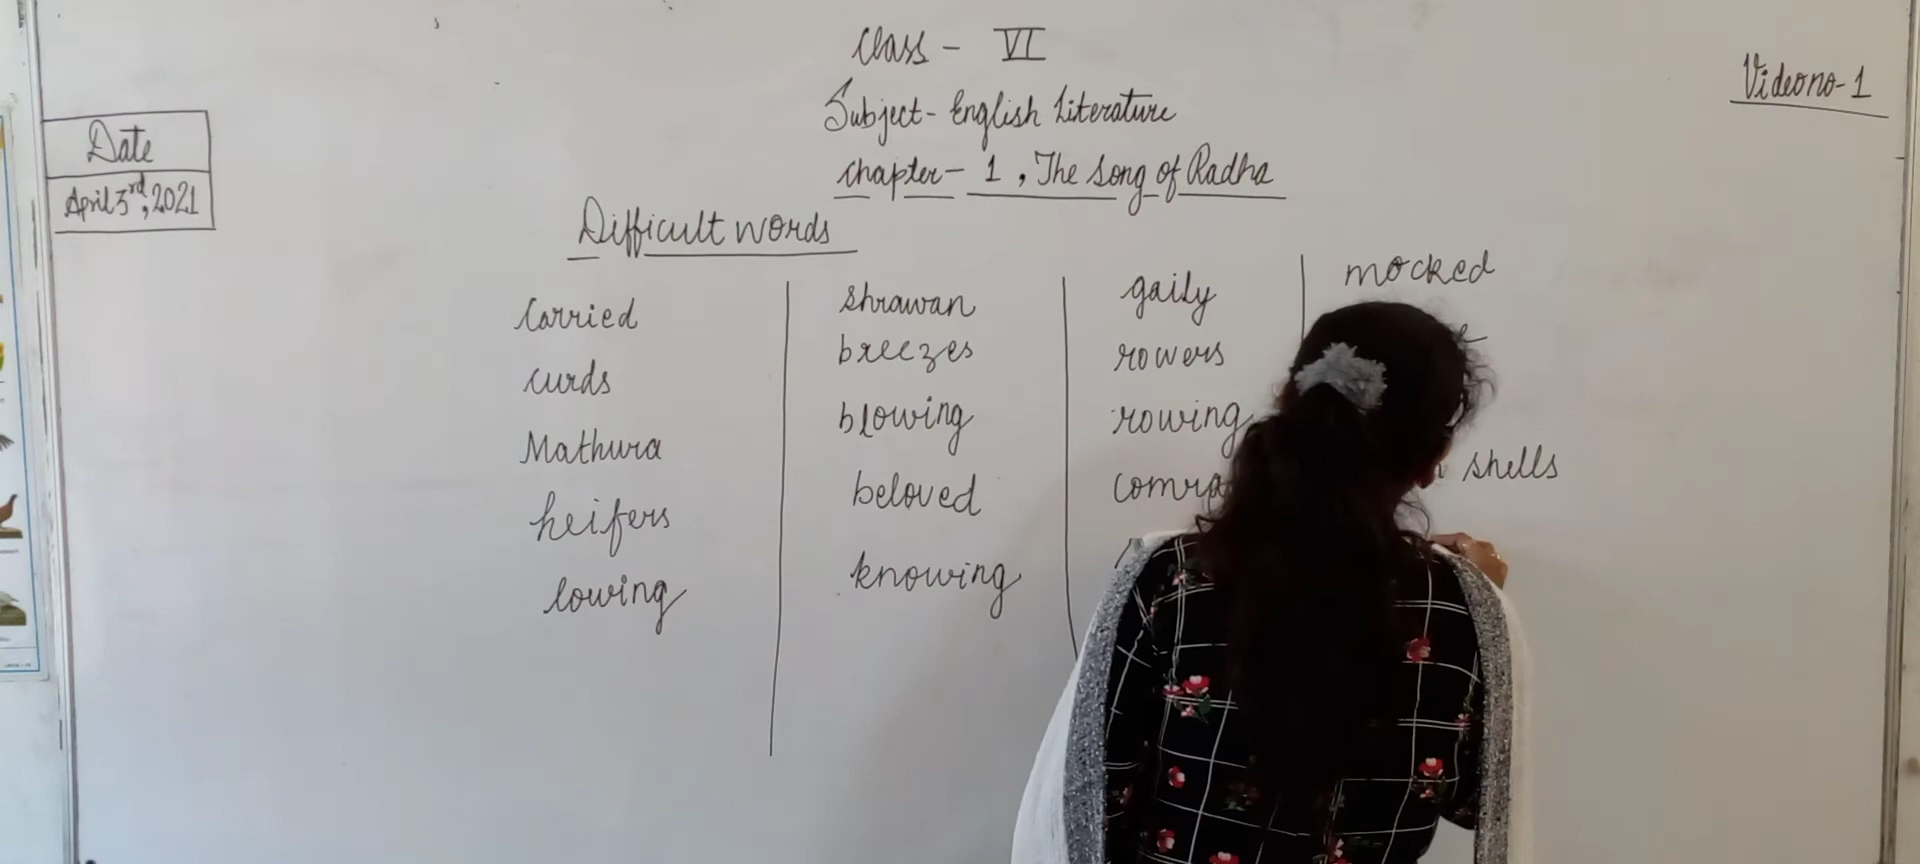 Class - VI
Subject - English Literature
Chapter - 1 , The Song of Radha
Video no - 1
Date
April 3rd, 2021
Difficult words
Carried
curds
Mathura
heifers
lowing
Shrawan
breezes
blowing
beloved
knowing
gaily
rowers
rowing
mocked
shells